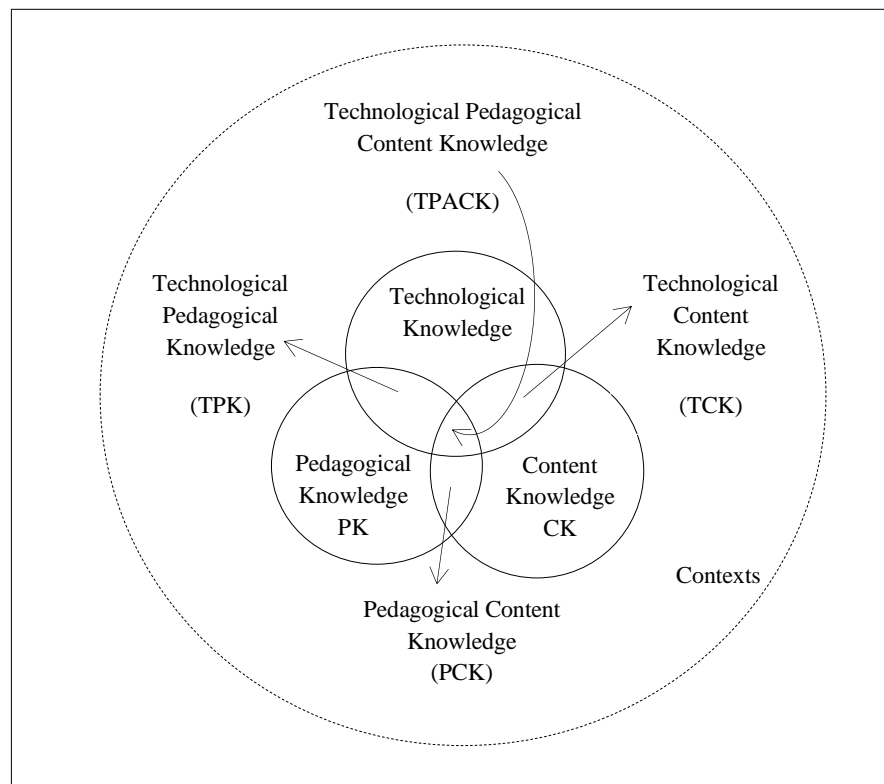 Technological Pedagogical
Content Knowledge
(TPACK)
Technological
Pedagogical
Knowledge
(TPK)
Technological
Knowledge
Technological
Content
Knowledge
(TCK)
Pedagogical
Knowledge
PK
Content
Knowledge
CK
Contexts
Pedagogical Content
Knowledge
(PCK)